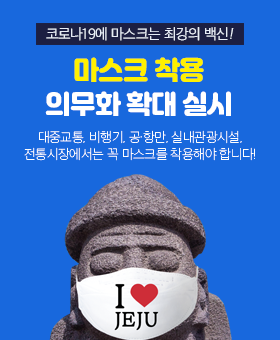 코로나19에 마스크는 최강의 백신!
마스크 착용
의무화 확대 실시
대중교통, 비행기, 공·항만, 실내관광시설,
전통시장에서는 꼭 마스크를 착용해야 합니다!
I ♥
JEJU